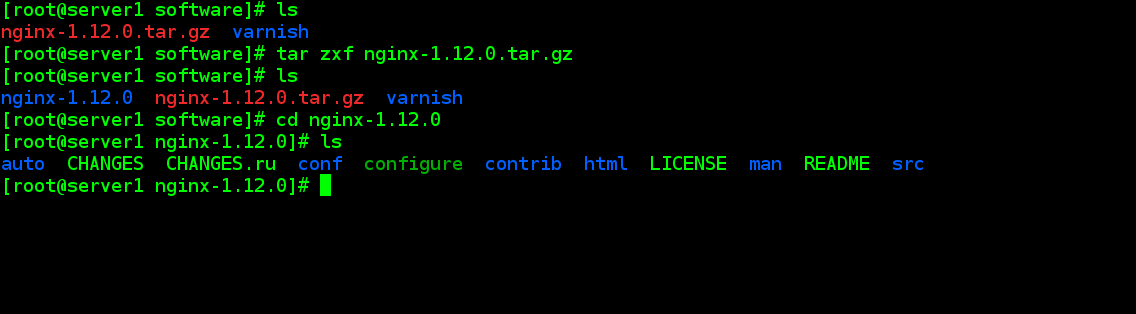 [root@server1 software]# ls
nginx-1.12.0.tar.gz  varnish
[root@server1 software]# tar zxf nginx-1.12.0.tar.gz
[root@server1 software]# ls
nginx-1.12.0  nginx-1.12.0.tar.gz  varnish
[root@server1 software]# cd nginx-1.12.0
[root@server1 nginx-1.12.0]# ls
auto  CHANGES  CHANGES.ru  conf  configure  contrib  html  LICENSE  man  README  src
[root@server1 nginx-1.12.0]#